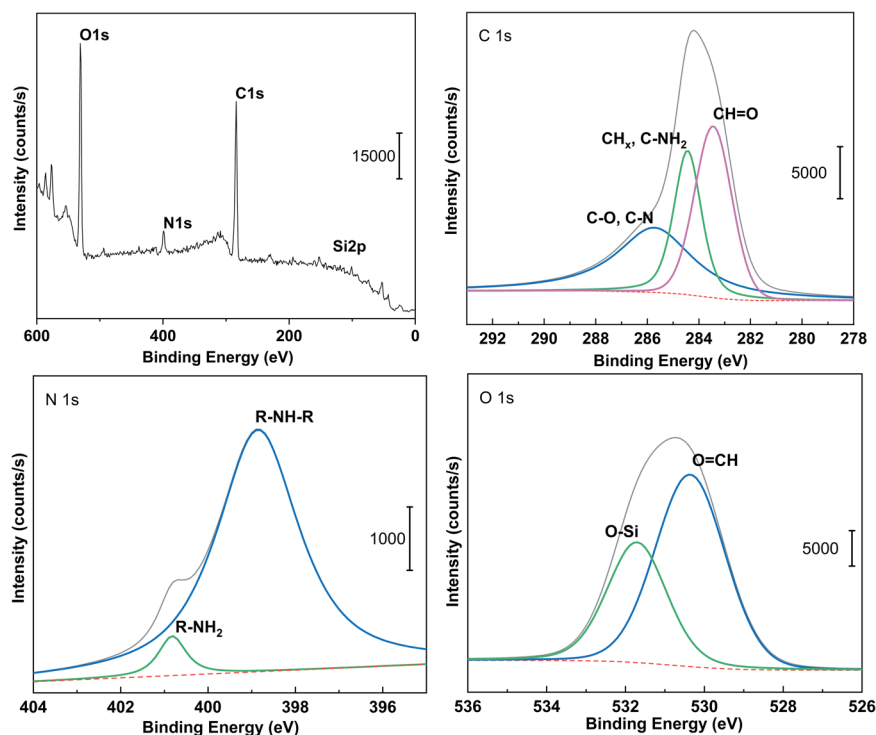 O1s
C1s
15000
N1s
Si2p
Intensity (counts/s)
600
400
200
0
Binding Energy (eV)
C 1s
CH=O
CHₓ, C-NH₂
5000
C-O, C-N
Intensity (counts/s)
292
290
288
286
284
282
280
278
Binding Energy (eV)
N 1s
R-NH-R
1000
R-NH₂
Intensity (counts/s)
404
402
400
398
396
Binding Energy (eV)
O 1s
O=CH
O-Si
5000
Intensity (counts/s)
536
534
532
530
528
526
Binding Energy (eV)